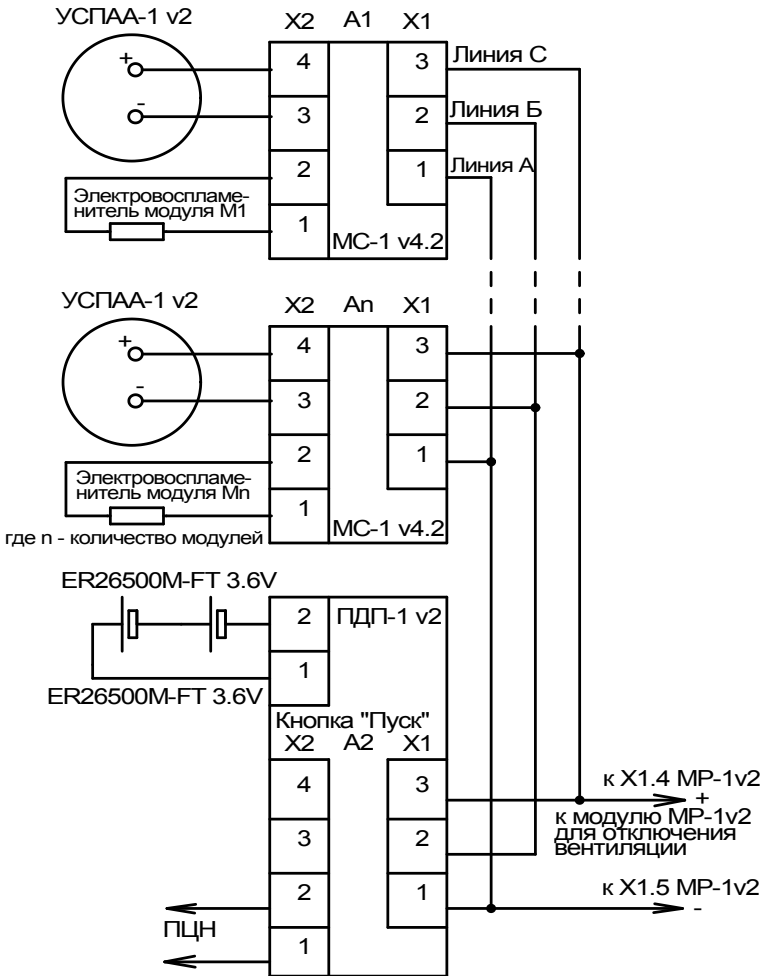 УСПАА-1 v2
X2 A1 X1
+
-
4
3
2
1
3
2
1
Линия С
Линия Б
Линия А
Электровоспламе-
нитель модуля М1
МС-1 v4.2
УСПАА-1 v2
X2 An X1
+
-
4
3
2
1
3
2
1
Электровоспламе-
нитель модуля Мn
МС-1 v4.2
где n - количество модулей
ER26500M-FT 3.6V
2
1
ПДП-1 v2
ER26500M-FT 3.6V
Кнопка "Пуск"
X2 A2 X1
4
3
2
1
3
2
1
к X1.4 МР-1v2
+
к модулю МР-1v2
для отключения
вентиляции
к X1.5 МР-1v2
-
ПЦН